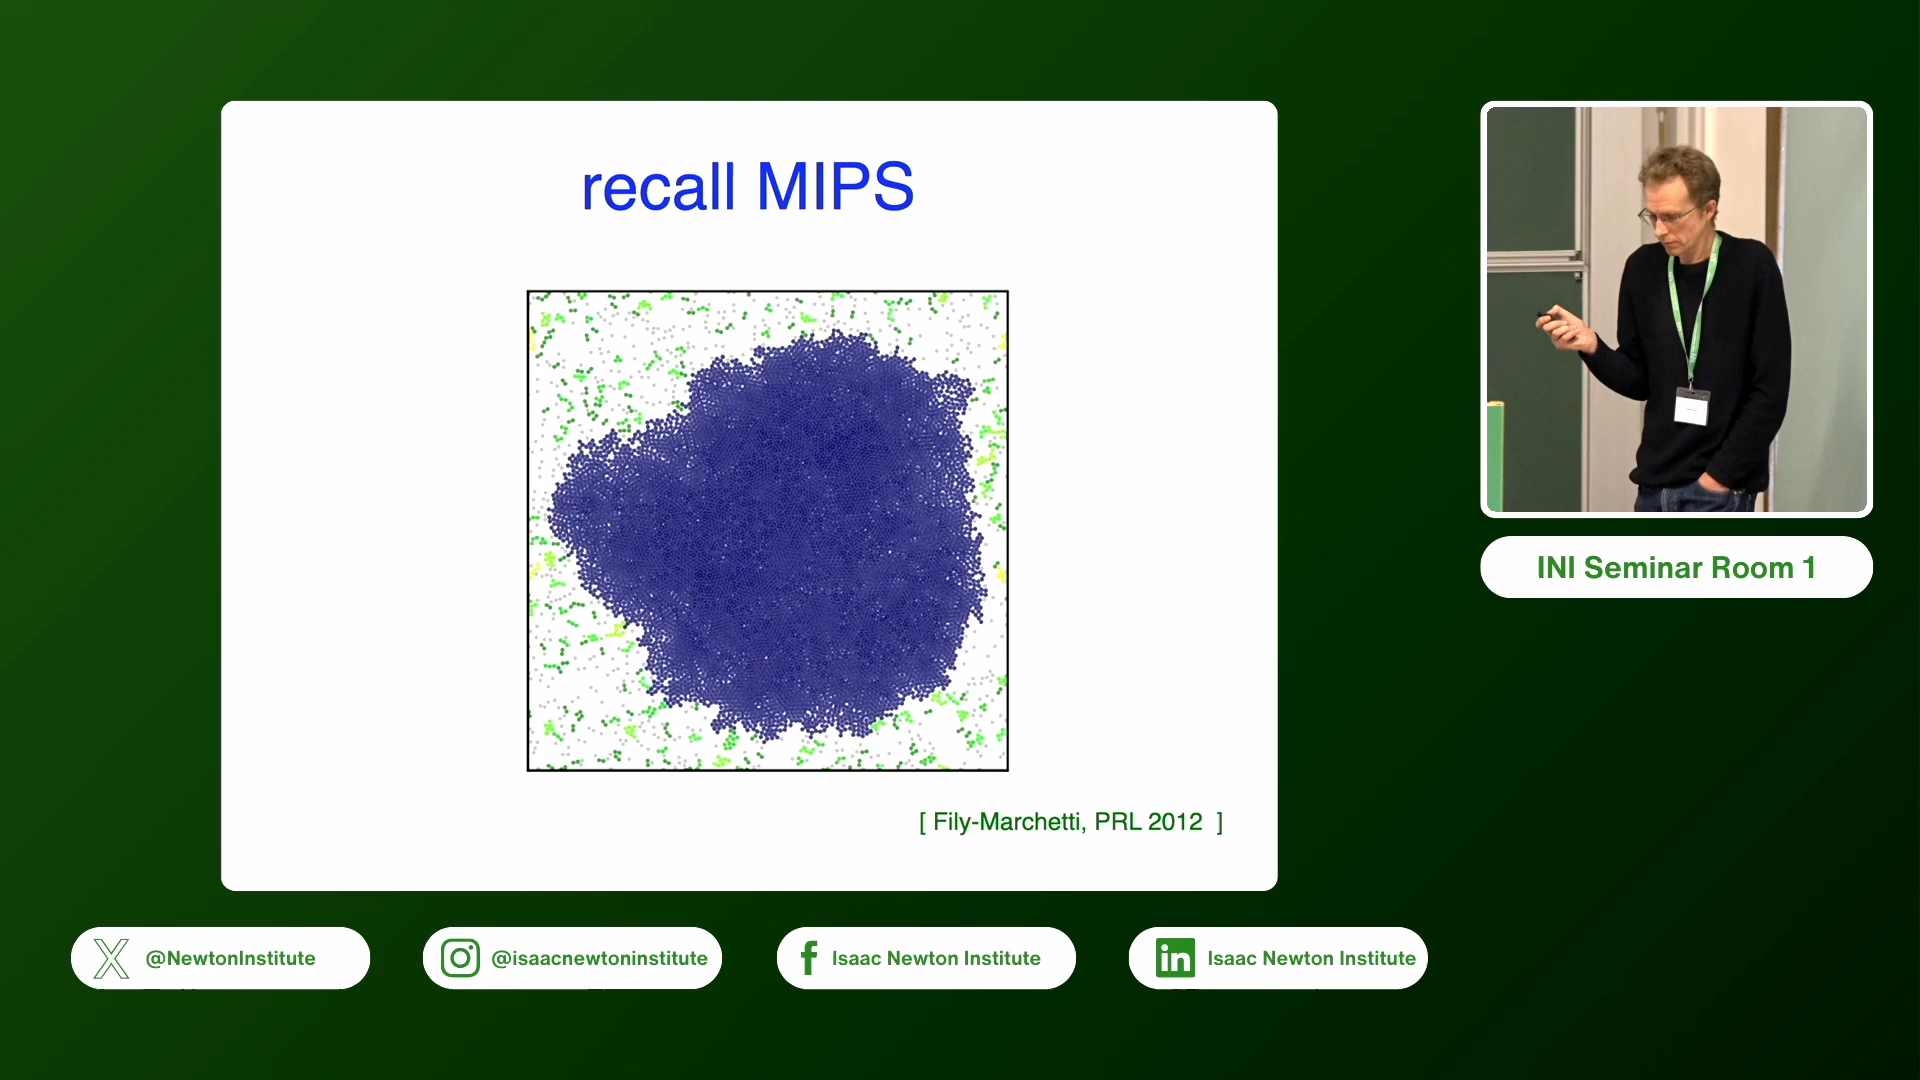 recall MIPS
[ Fily-Marchetti, PRL 2012 ]
INI Seminar Room 1
@NewtonInstitute
@isaacnewtoninstitute
Isaac Newton Institute
Isaac Newton Institute